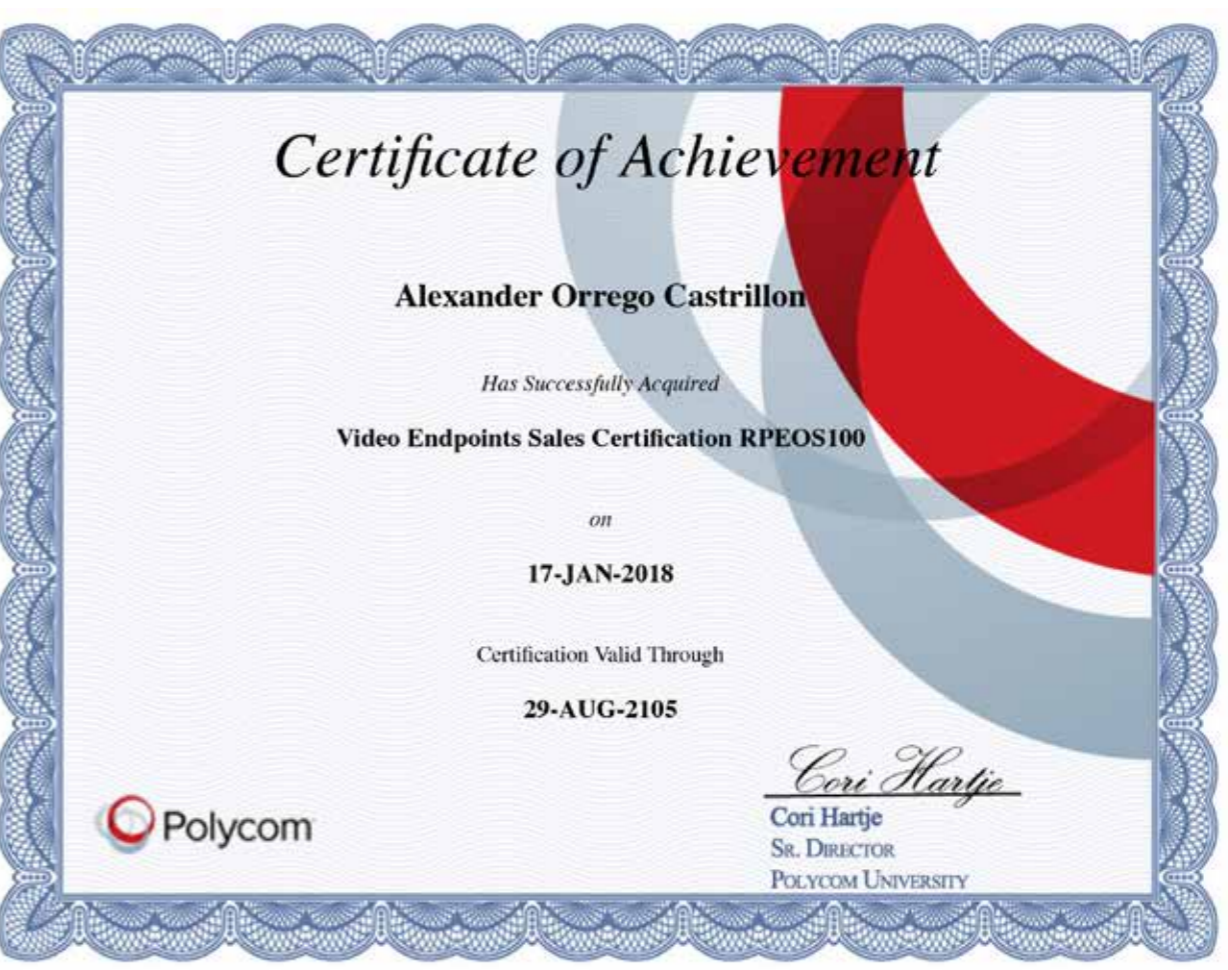 Certificate of Achievement
Alexander Orrego Castrillon
Has Successfully Acquired
Video Endpoints Sales Certification RPEOS100
on
17-JAN-2018
Certification Valid Through
29-AUG-2105
Cori Hartje
Polycom
Cori Hartje
SR. DIRECTOR
POLYCOM UNIVERSITY